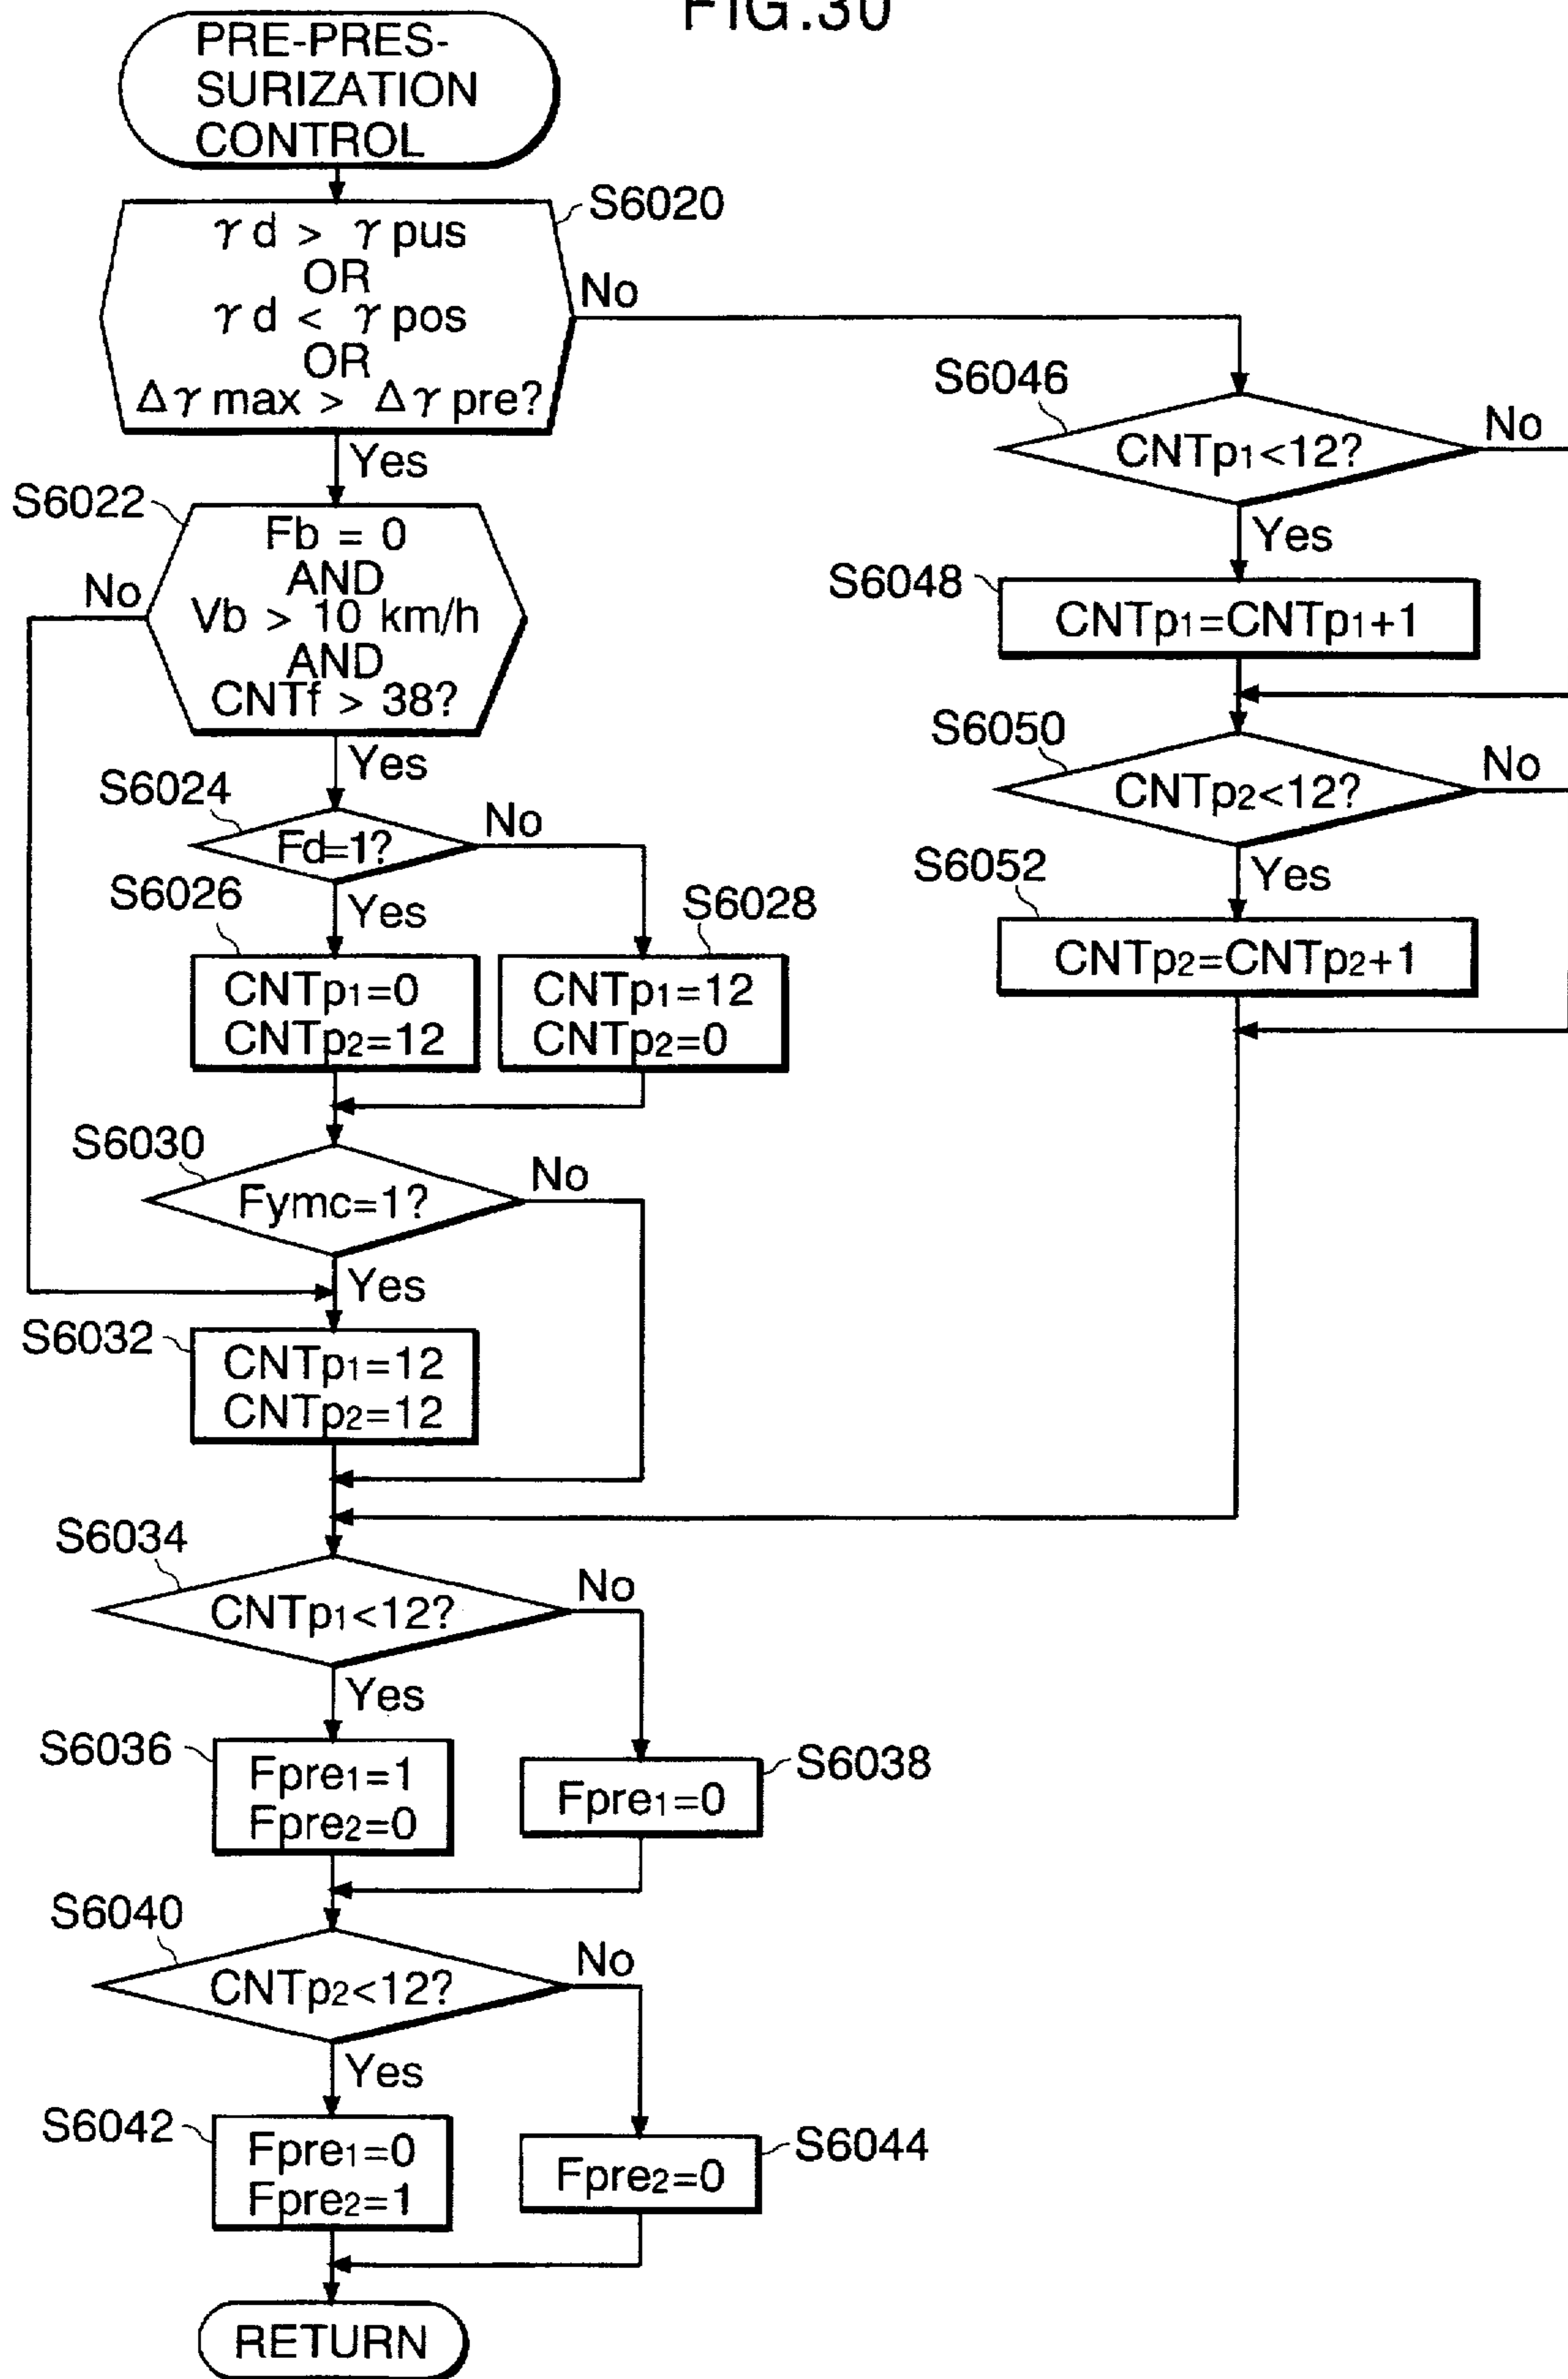 FIG.30
PRE-PRES-
SURIZATION
CONTROL
S6020
γd > γpus
OR
γd < γpos
OR
Δγmax > Δγpre?
No
Yes
S6022
Fb = 0
AND
Vb > 10 km/h
AND
CNTf > 38?
No
Yes
S6024
Fd=1?
No
Yes
S6026
CNTp1=0
CNTp2=12
S6028
CNTp1=12
CNTp2=0
S6030
Fymc=1?
No
Yes
S6032
CNTp1=12
CNTp2=12
S6034
CNTp1<12?
No
Yes
S6036
Fpre1=1
Fpre2=0
S6038
Fpre1=0
S6040
CNTp2<12?
No
Yes
S6042
Fpre1=0
Fpre2=1
S6044
Fpre2=0
RETURN
S6046
CNTp1<12?
No
Yes
S6048
CNTp1=CNTp1+1
S6050
CNTp2<12?
No
Yes
S6052
CNTp2=CNTp2+1